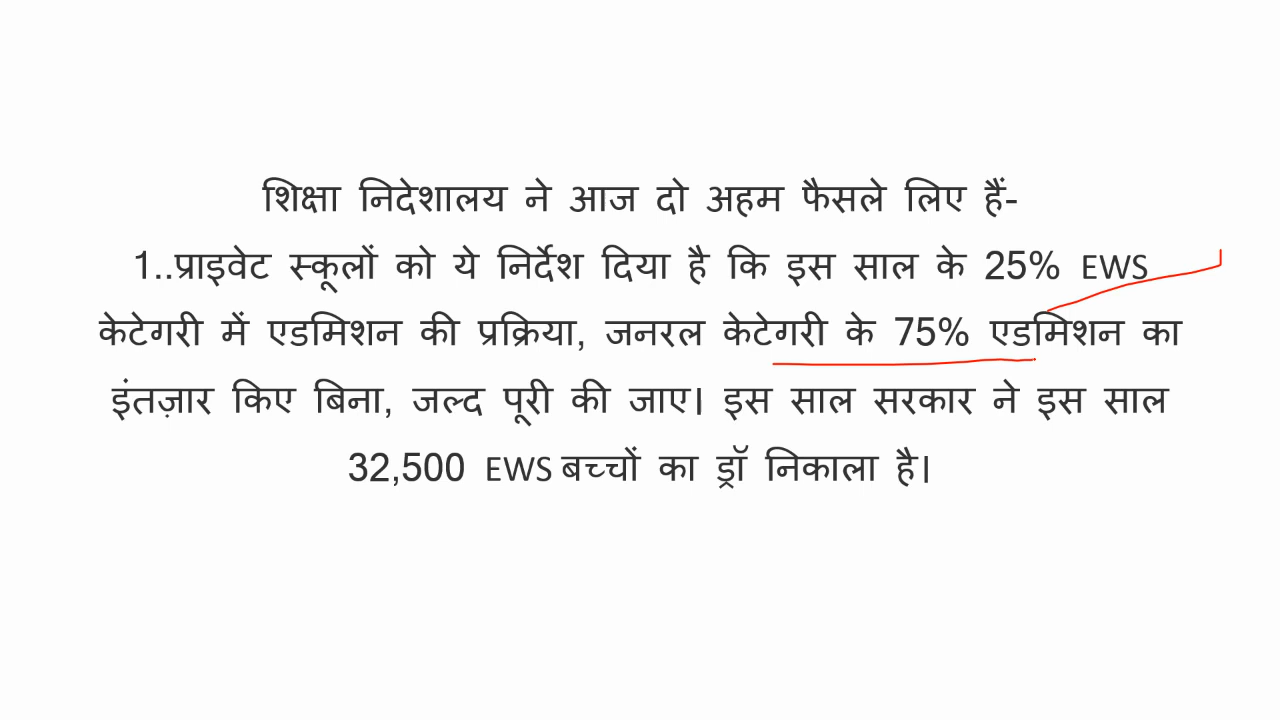 शिक्षा निदेशालय ने आज दो अहम फैसले लिए हैं-
1..प्राइवेट स्कूलों को ये निर्देश दिया है कि इस साल के 25% EWS
केटेगरी में एडमिशन की प्रक्रिया, जनरल केटेगरी के 75% एडमिशन का
इंतज़ार किए बिना, जल्द पूरी की जाए। इस साल सरकार ने इस साल
32,500 EWS बच्चों का ड्रॉ निकाला है।